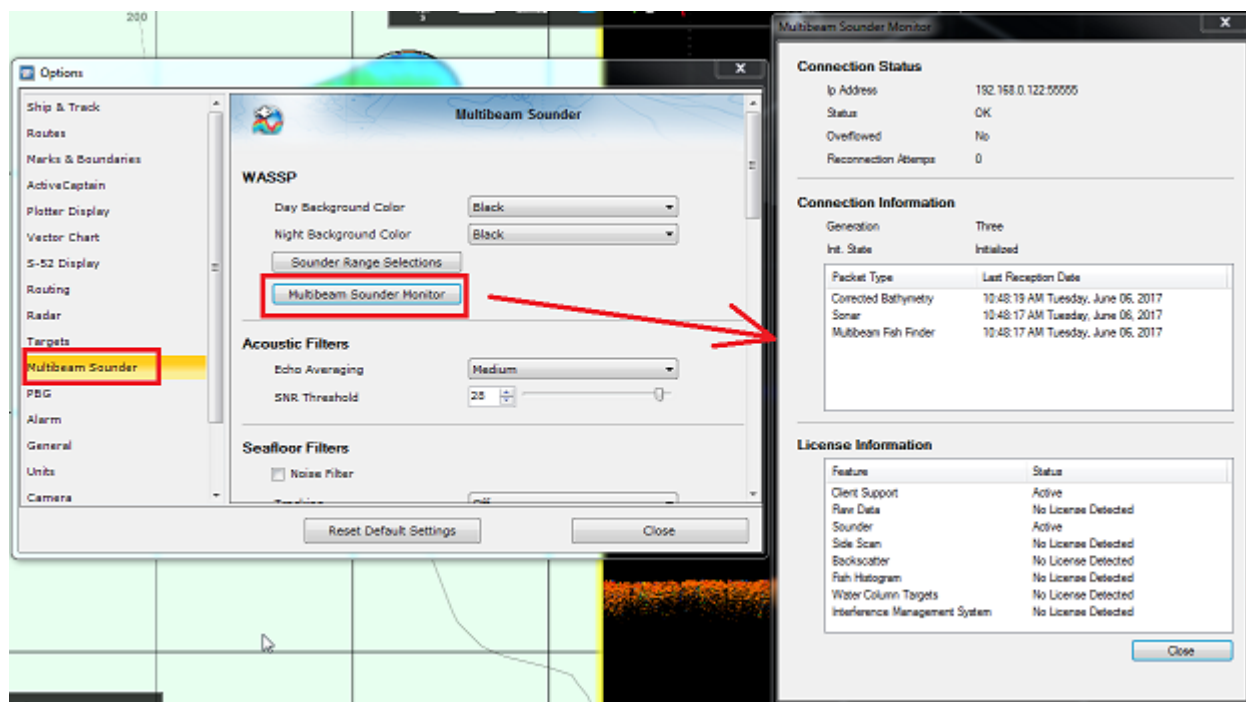 200
3
Options
Ship & Track
Routes
Marks & Boundaries
ActiveCaptain
Plotter Display
Vector Chart
S-52 Display
Routing
Radar
Targets
Multibeam Sounder
PBG
Alarm
General
Units
Camera
Multibeam Sounder
WASSP
Day Background Color Black
Night Background Color Black
Sounder Range Selections
Multibeam Sounder Monitor
Acoustic Filters
Echo Averaging Medium
SNR Threshold 28
Seafloor Filters
Noise Filter
Tracking Off
Reset Default Settings Close
Multibeam Sounder Monitor
Connection Status
Ip Address 192.168.0.122:55555
Status OK
Overflowed No
Reconnection Attemps 0
Connection Information
Generation Three
Init. State Initialized
Packet Type Last Reception Date
Corrected Bathymetry 10:48:19 AM Tuesday, June 06, 2017
Sonar 10:48:17 AM Tuesday, June 06, 2017
Multibeam Fish Finder 10:48:17 AM Tuesday, June 06, 2017
License Information
Feature Status
Client Support Active
Raw Data No License Detected
Sounder Active
Side Scan No License Detected
Backscatter No License Detected
Fish Histogram No License Detected
Water Column Targets No License Detected
Interference Management System No License Detected
Close